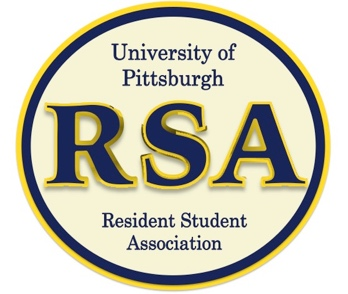 University of
Pittsburgh
RSA
Resident Student
Association